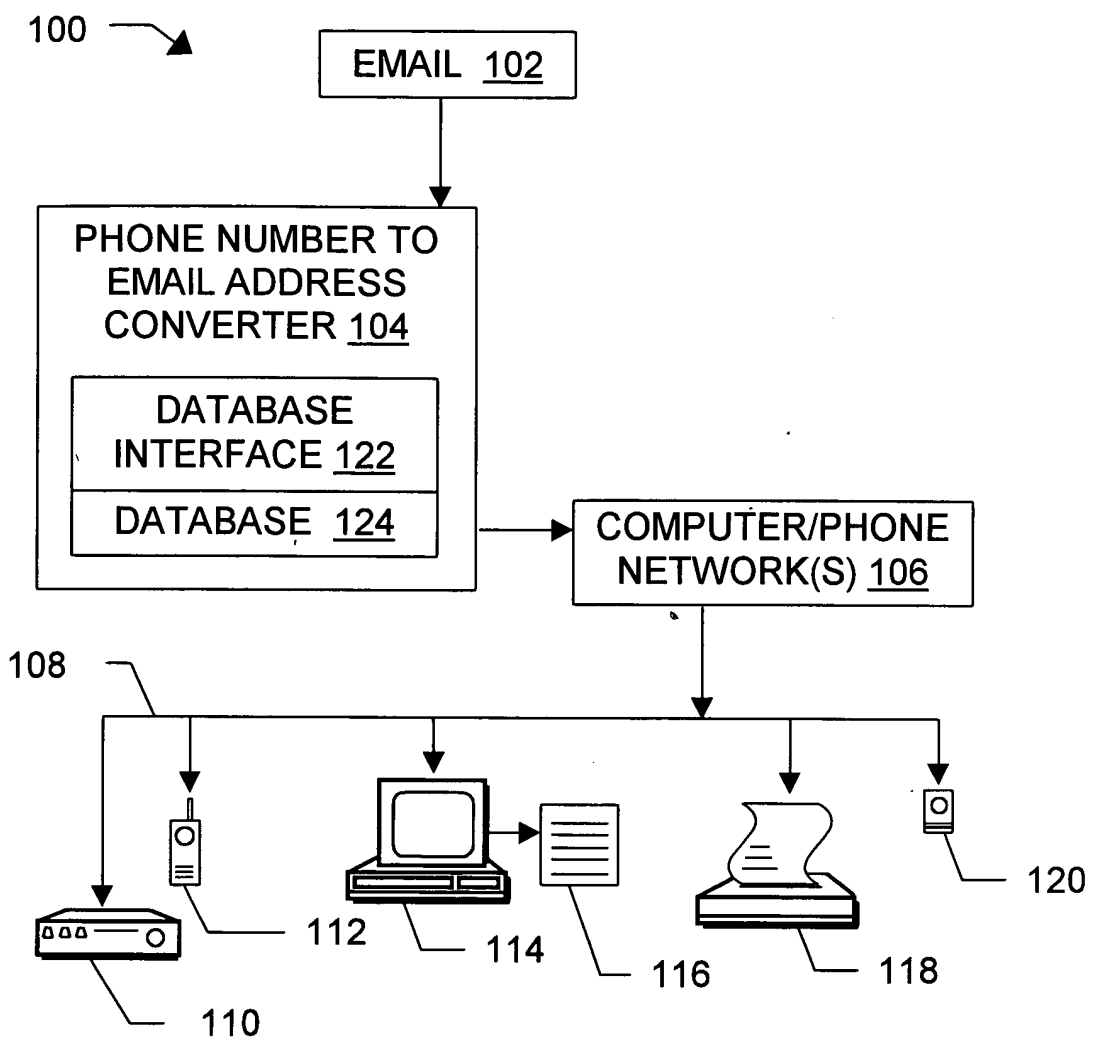 100
EMAIL 102
PHONE NUMBER TO
EMAIL ADDRESS
CONVERTER 104
DATABASE
INTERFACE 122
DATABASE 124
COMPUTER/PHONE
NETWORK(S) 106
108
110
112
114
116
118
120